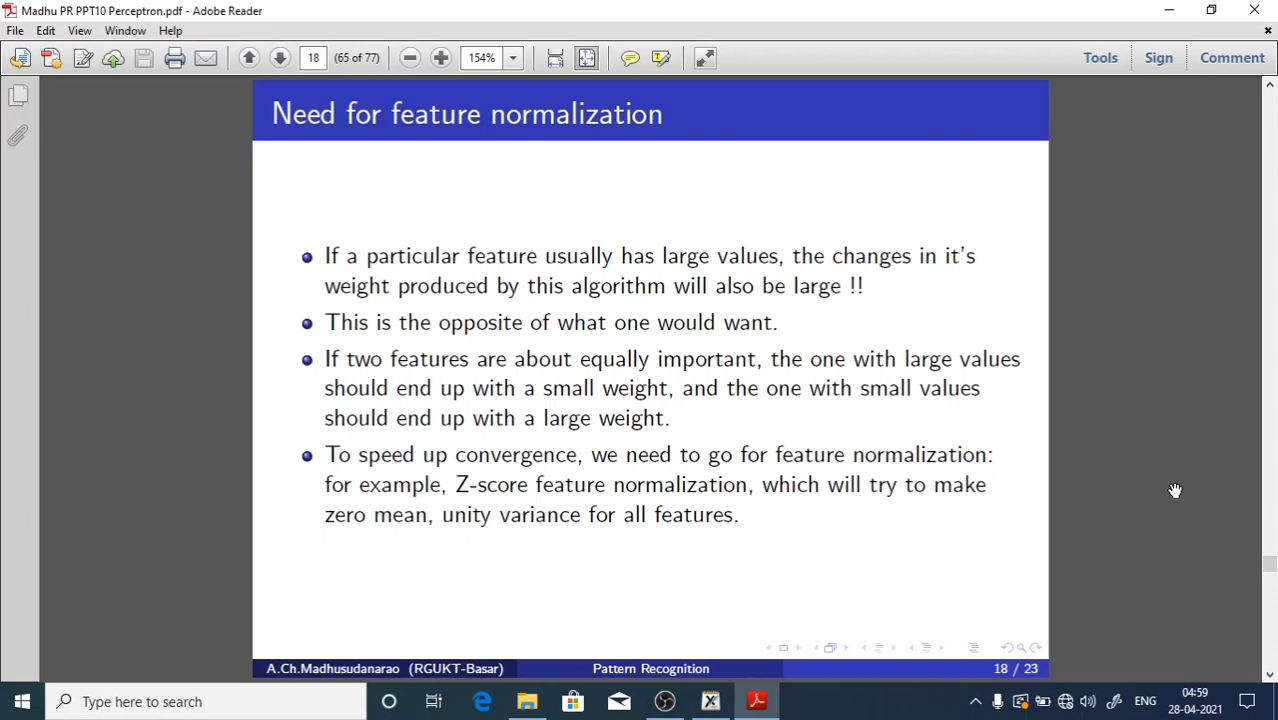 Madhu PR PPT10 Perceptron.pdf - Adobe Reader
File Edit View Window Help
18 (65 of 77) 154% Tools Sign Comment
Need for feature normalization
If a particular feature usually has large values, the changes in it's
weight produced by this algorithm will also be large !!
This is the opposite of what one would want.
If two features are about equally important, the one with large values
should end up with a small weight, and the one with small values
should end up with a large weight.
To speed up convergence, we need to go for feature normalization:
for example, Z-score feature normalization, which will try to make
zero mean, unity variance for all features.
A.Ch.Madhusudanarao (RGUKT-Basar) Pattern Recognition 18 / 23
Type here to search
ENG
04:59
28-04-2021